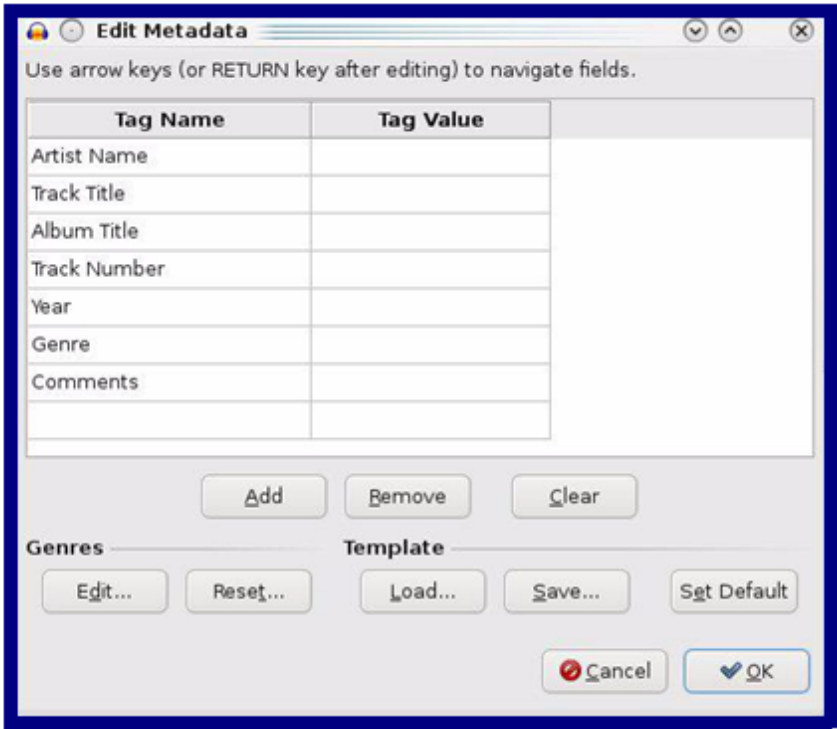 Edit Metadata
Use arrow keys (or RETURN key after editing) to navigate fields.
Tag Name Tag Value
Artist Name
Track Title
Album Title
Track Number
Year
Genre
Comments
Add Remove Clear
Genres Template
Edit... Reset... Load... Save... Set Default
Cancel OK